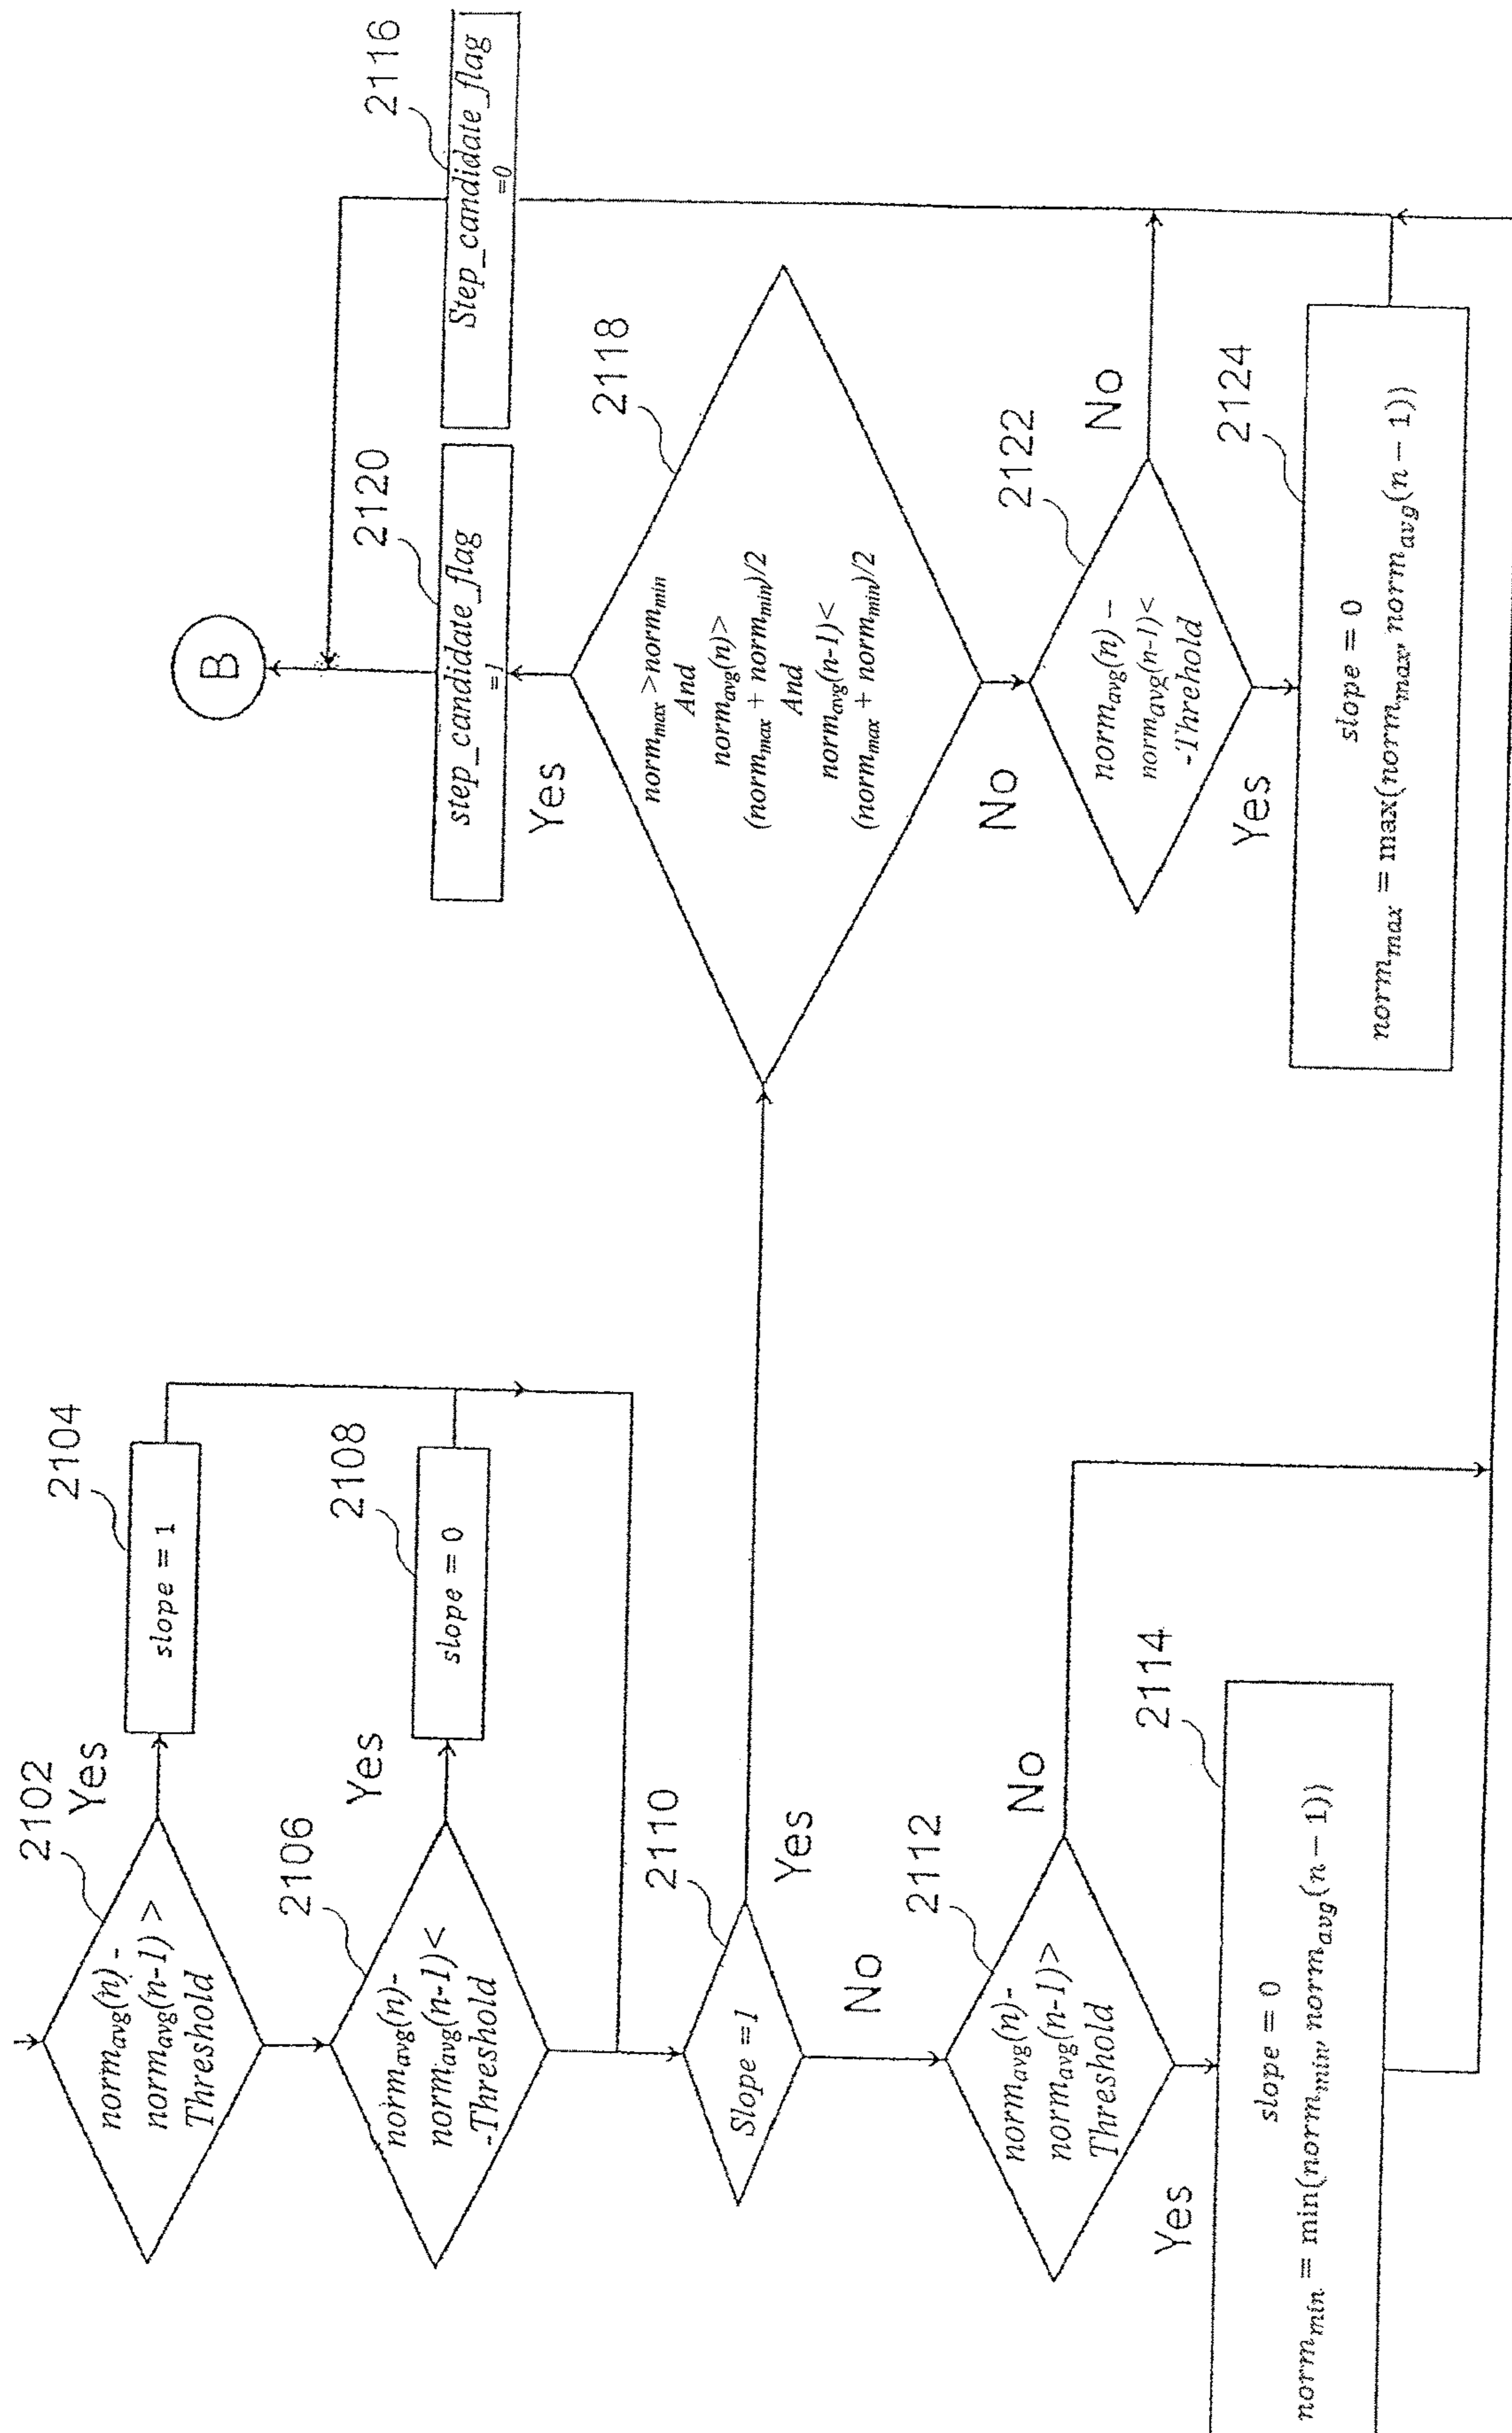 2102
norm_avg(n) -
norm_avg(n-1) >
Threshold
Yes
2104
slope = 1
2106
norm_avg(n)-
norm_avg(n-1)<
-Threshold
Yes
2108
slope = 0
2110
Slope =1
Yes
No
2112
norm_avg(n)-
norm_avg(n-1)>
Threshold
No
Yes
2114
slope = 0
norm_min = min(norm_min, norm_avg(n − 1))
B
2116
Step_candidate_flag
=0
2120
step_candidate_flag
=1
Yes
2118
norm_max >norm_min
And
norm_avg(n)>
(norm_max + norm_min)/2
And
norm_avg(n-1)<
(norm_max + norm_min)/2
No
2122
norm_avg(n) −
norm_avg(n-1)<
-Threhold
No
Yes
2124
slope = 0
norm_max = max(norm_max, norm_avg(n − 1))